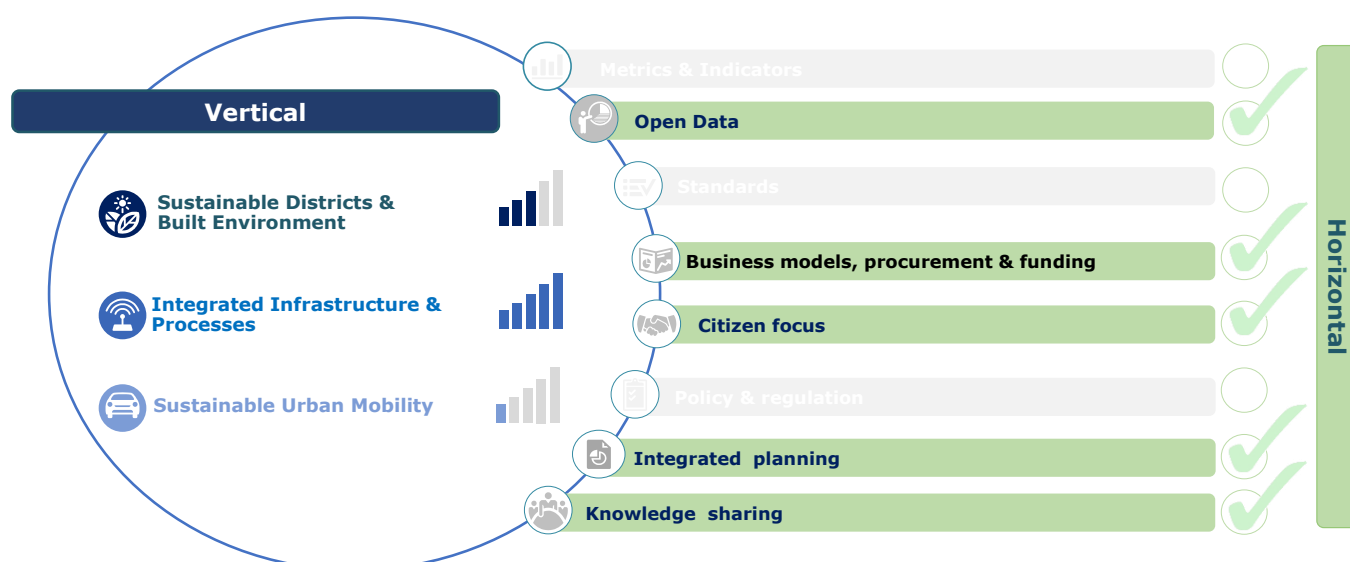 Vertical
Sustainable Districts &
Built Environment
Integrated Infrastructure &
Processes
Sustainable Urban Mobility
Metrics & Indicators
Open Data
Standards
Business models, procurement & funding
Citizen focus
Policy & regulation
Integrated planning
Knowledge sharing
Horizontal